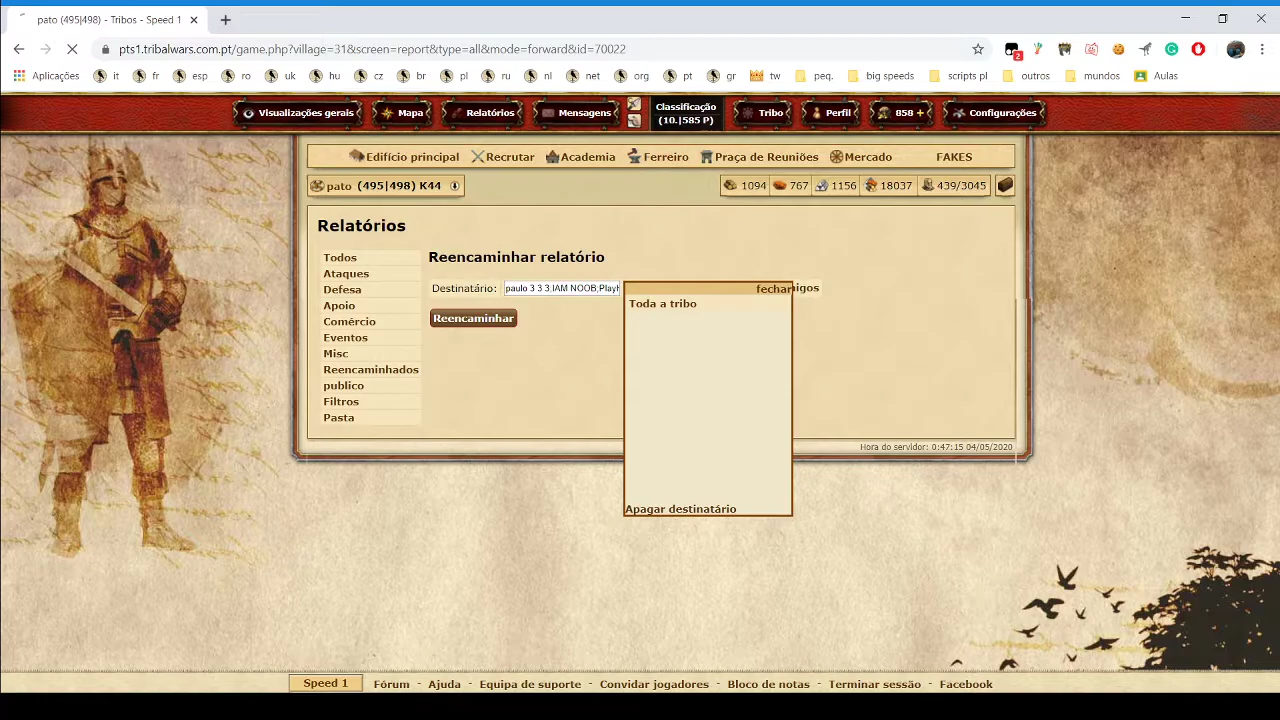 pato (495|498) - Tribos - Speed 1
pts1.tribalwars.com.pt/game.php?village=31&screen=report&type=all&mode=forward&id=70022
2
Aplicações it fr esp ro uk hu cz br pl ru nl net org pt gr tw peq. big speeds scripts pl outros mundos Aulas
Visualizações gerais Mapa Relatórios Mensagens Classificação (10.|585 P) Tribo Perfil 858 + Configurações
Edifício principal Recrutar Academia Ferreiro Praça de Reuniões Mercado FAKES
pato (495|498) K44 1094 767 1156 18037 439/3045
Relatórios
Todos
Ataques
Defesa
Apoio
Comércio
Eventos
Misc
Reencaminhados
publico
Filtros
Pasta
Reencaminhar relatório
Destinatário: paulo 3 3 3;IAM NOOB;Play
Reencaminhar
fechar
Toda a tribo
Apagar destinatário
Hora do servidor: 0:47:15 04/05/2020
Speed 1 Fórum - Ajuda - Equipa de suporte - Convidar jogadores - Bloco de notas - Terminar sessão - Facebook